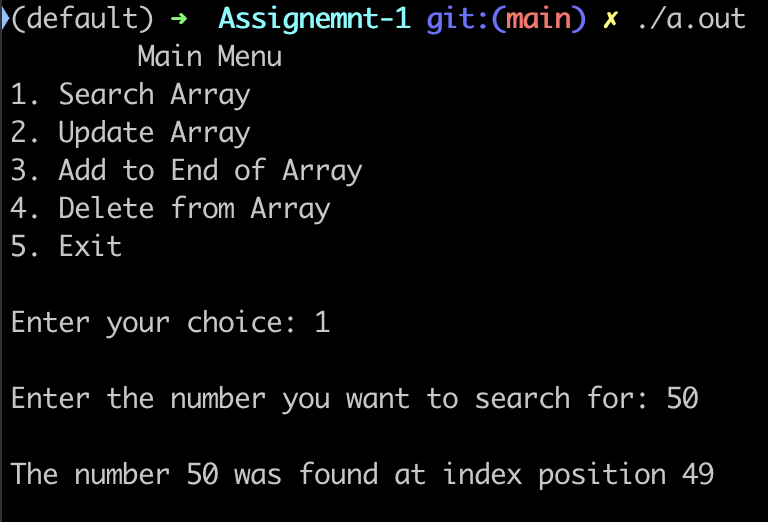 (default) ➜ Assignemnt-1 git:(main) ✗ ./a.out
Main Menu
1. Search Array
2. Update Array
3. Add to End of Array
4. Delete from Array
5. Exit
Enter your choice: 1
Enter the number you want to search for: 50
The number 50 was found at index position 49